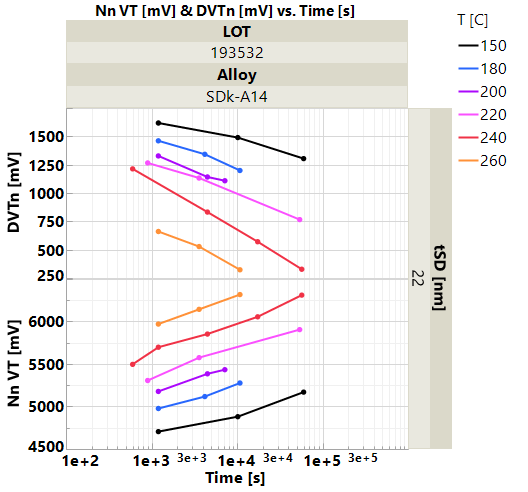 Nn VT [mV] & DVTn [mV] vs. Time [s]
LOT
193532
Alloy
SDk-A14
T [C]
150
180
200
220
240
260
DVTn [mV]
1500
1250
1000
750
500
250
Nn VT [mV]
6000
5500
5000
4500
22
tSD [nm]
1e+2 1e+3 3e+3 1e+4 3e+4 1e+5 3e+5
Time [s]